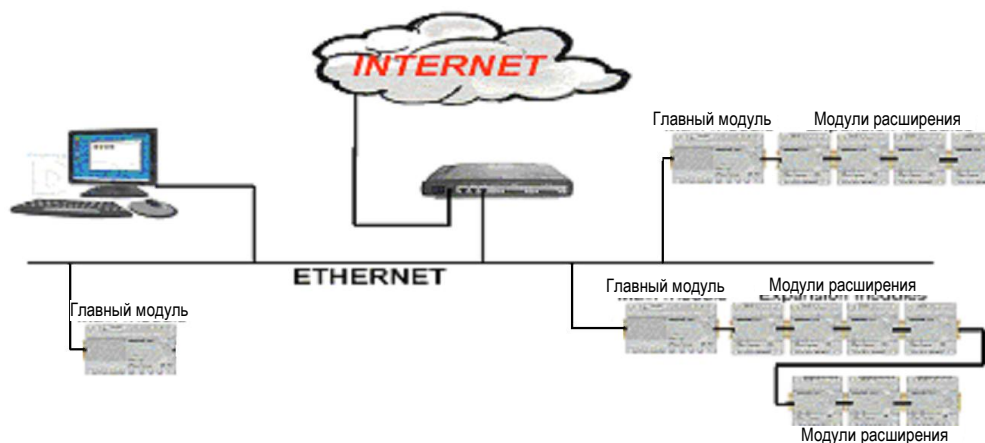 INTERNET
Главный модуль
Модули расширения
ETHERNET
Главный модуль
Модули расширения
Главный модуль
Модули расширения